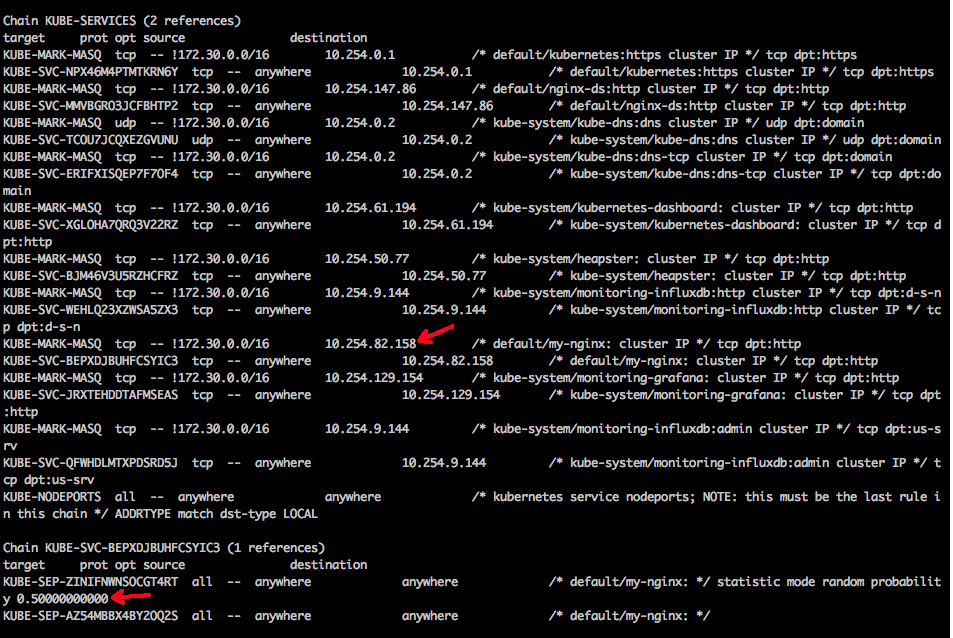 Chain KUBE-SERVICES (2 references)
target     prot opt source               destination
KUBE-MARK-MASQ  tcp  -- !172.30.0.0/16        10.254.0.1           /* default/kubernetes:https cluster IP */ tcp dpt:https
KUBE-SVC-NPX46M4PTMTKRN6Y  tcp  --  anywhere             10.254.0.1           /* default/kubernetes:https cluster IP */ tcp dpt:https
KUBE-MARK-MASQ  tcp  -- !172.30.0.0/16        10.254.147.86        /* default/nginx-ds:http cluster IP */ tcp dpt:http
KUBE-SVC-MMVBGRO3JCFBHTP2  tcp  --  anywhere             10.254.147.86        /* default/nginx-ds:http cluster IP */ tcp dpt:http
KUBE-MARK-MASQ  udp  -- !172.30.0.0/16        10.254.0.2           /* kube-system/kube-dns:dns cluster IP */ udp dpt:domain
KUBE-SVC-TCOU7JCQXEZGVUNU  udp  --  anywhere             10.254.0.2           /* kube-system/kube-dns:dns cluster IP */ udp dpt:domain
KUBE-MARK-MASQ  tcp  -- !172.30.0.0/16        10.254.0.2           /* kube-system/kube-dns:dns-tcp cluster IP */ tcp dpt:domain
KUBE-SVC-ERIFXISQEP7F7OF4  tcp  --  anywhere             10.254.0.2           /* kube-system/kube-dns:dns-tcp cluster IP */ tcp dpt:do
main
KUBE-MARK-MASQ  tcp  -- !172.30.0.0/16        10.254.61.194        /* kube-system/kubernetes-dashboard: cluster IP */ tcp dpt:http
KUBE-SVC-XGLOHA7QRQ3V22RZ  tcp  --  anywhere             10.254.61.194        /* kube-system/kubernetes-dashboard: cluster IP */ tcp d
pt:http
KUBE-MARK-MASQ  tcp  -- !172.30.0.0/16        10.254.50.77         /* kube-system/heapster: cluster IP */ tcp dpt:http
KUBE-SVC-BJM46V3U5RZHCFRZ  tcp  --  anywhere             10.254.50.77         /* kube-system/heapster: cluster IP */ tcp dpt:http
KUBE-MARK-MASQ  tcp  -- !172.30.0.0/16        10.254.9.144         /* kube-system/monitoring-influxdb:http cluster IP */ tcp dpt:d-s-n
KUBE-SVC-WEHLQ23XZWSA5ZX3  tcp  --  anywhere             10.254.9.144         /* kube-system/monitoring-influxdb:http cluster IP */ tc
p dpt:d-s-n
KUBE-MARK-MASQ  tcp  -- !172.30.0.0/16        10.254.82.158        /* default/my-nginx: cluster IP */ tcp dpt:http
KUBE-SVC-BEPXDJBUHFCSYIC3  tcp  --  anywhere             10.254.82.158        /* default/my-nginx: cluster IP */ tcp dpt:http
KUBE-MARK-MASQ  tcp  -- !172.30.0.0/16        10.254.129.154       /* kube-system/monitoring-grafana: cluster IP */ tcp dpt:http
KUBE-SVC-JRXTEHDDTAFMSEAS  tcp  --  anywhere             10.254.129.154       /* kube-system/monitoring-grafana: cluster IP */ tcp dpt
:http
KUBE-MARK-MASQ  tcp  -- !172.30.0.0/16        10.254.9.144         /* kube-system/monitoring-influxdb:admin cluster IP */ tcp dpt:us-s
rv
KUBE-SVC-QFWHDLMTXPDSRD5J  tcp  --  anywhere             10.254.9.144         /* kube-system/monitoring-influxdb:admin cluster IP */ t
cp dpt:us-srv
KUBE-NODEPORTS  all  --  anywhere             anywhere             /* kubernetes service nodeports; NOTE: this must be the last rule i
n this chain */ ADDRTYPE match dst-type LOCAL

Chain KUBE-SVC-BEPXDJBUHFCSYIC3 (1 references)
target     prot opt source               destination
KUBE-SEP-ZINIFNWNSOCGT4RT  all  --  anywhere             anywhere             /* default/my-nginx: */ statistic mode random probabilit
y 0.50000000000
KUBE-SEP-AZ54MBBX4BY2OQ2S  all  --  anywhere             anywhere             /* default/my-nginx: */